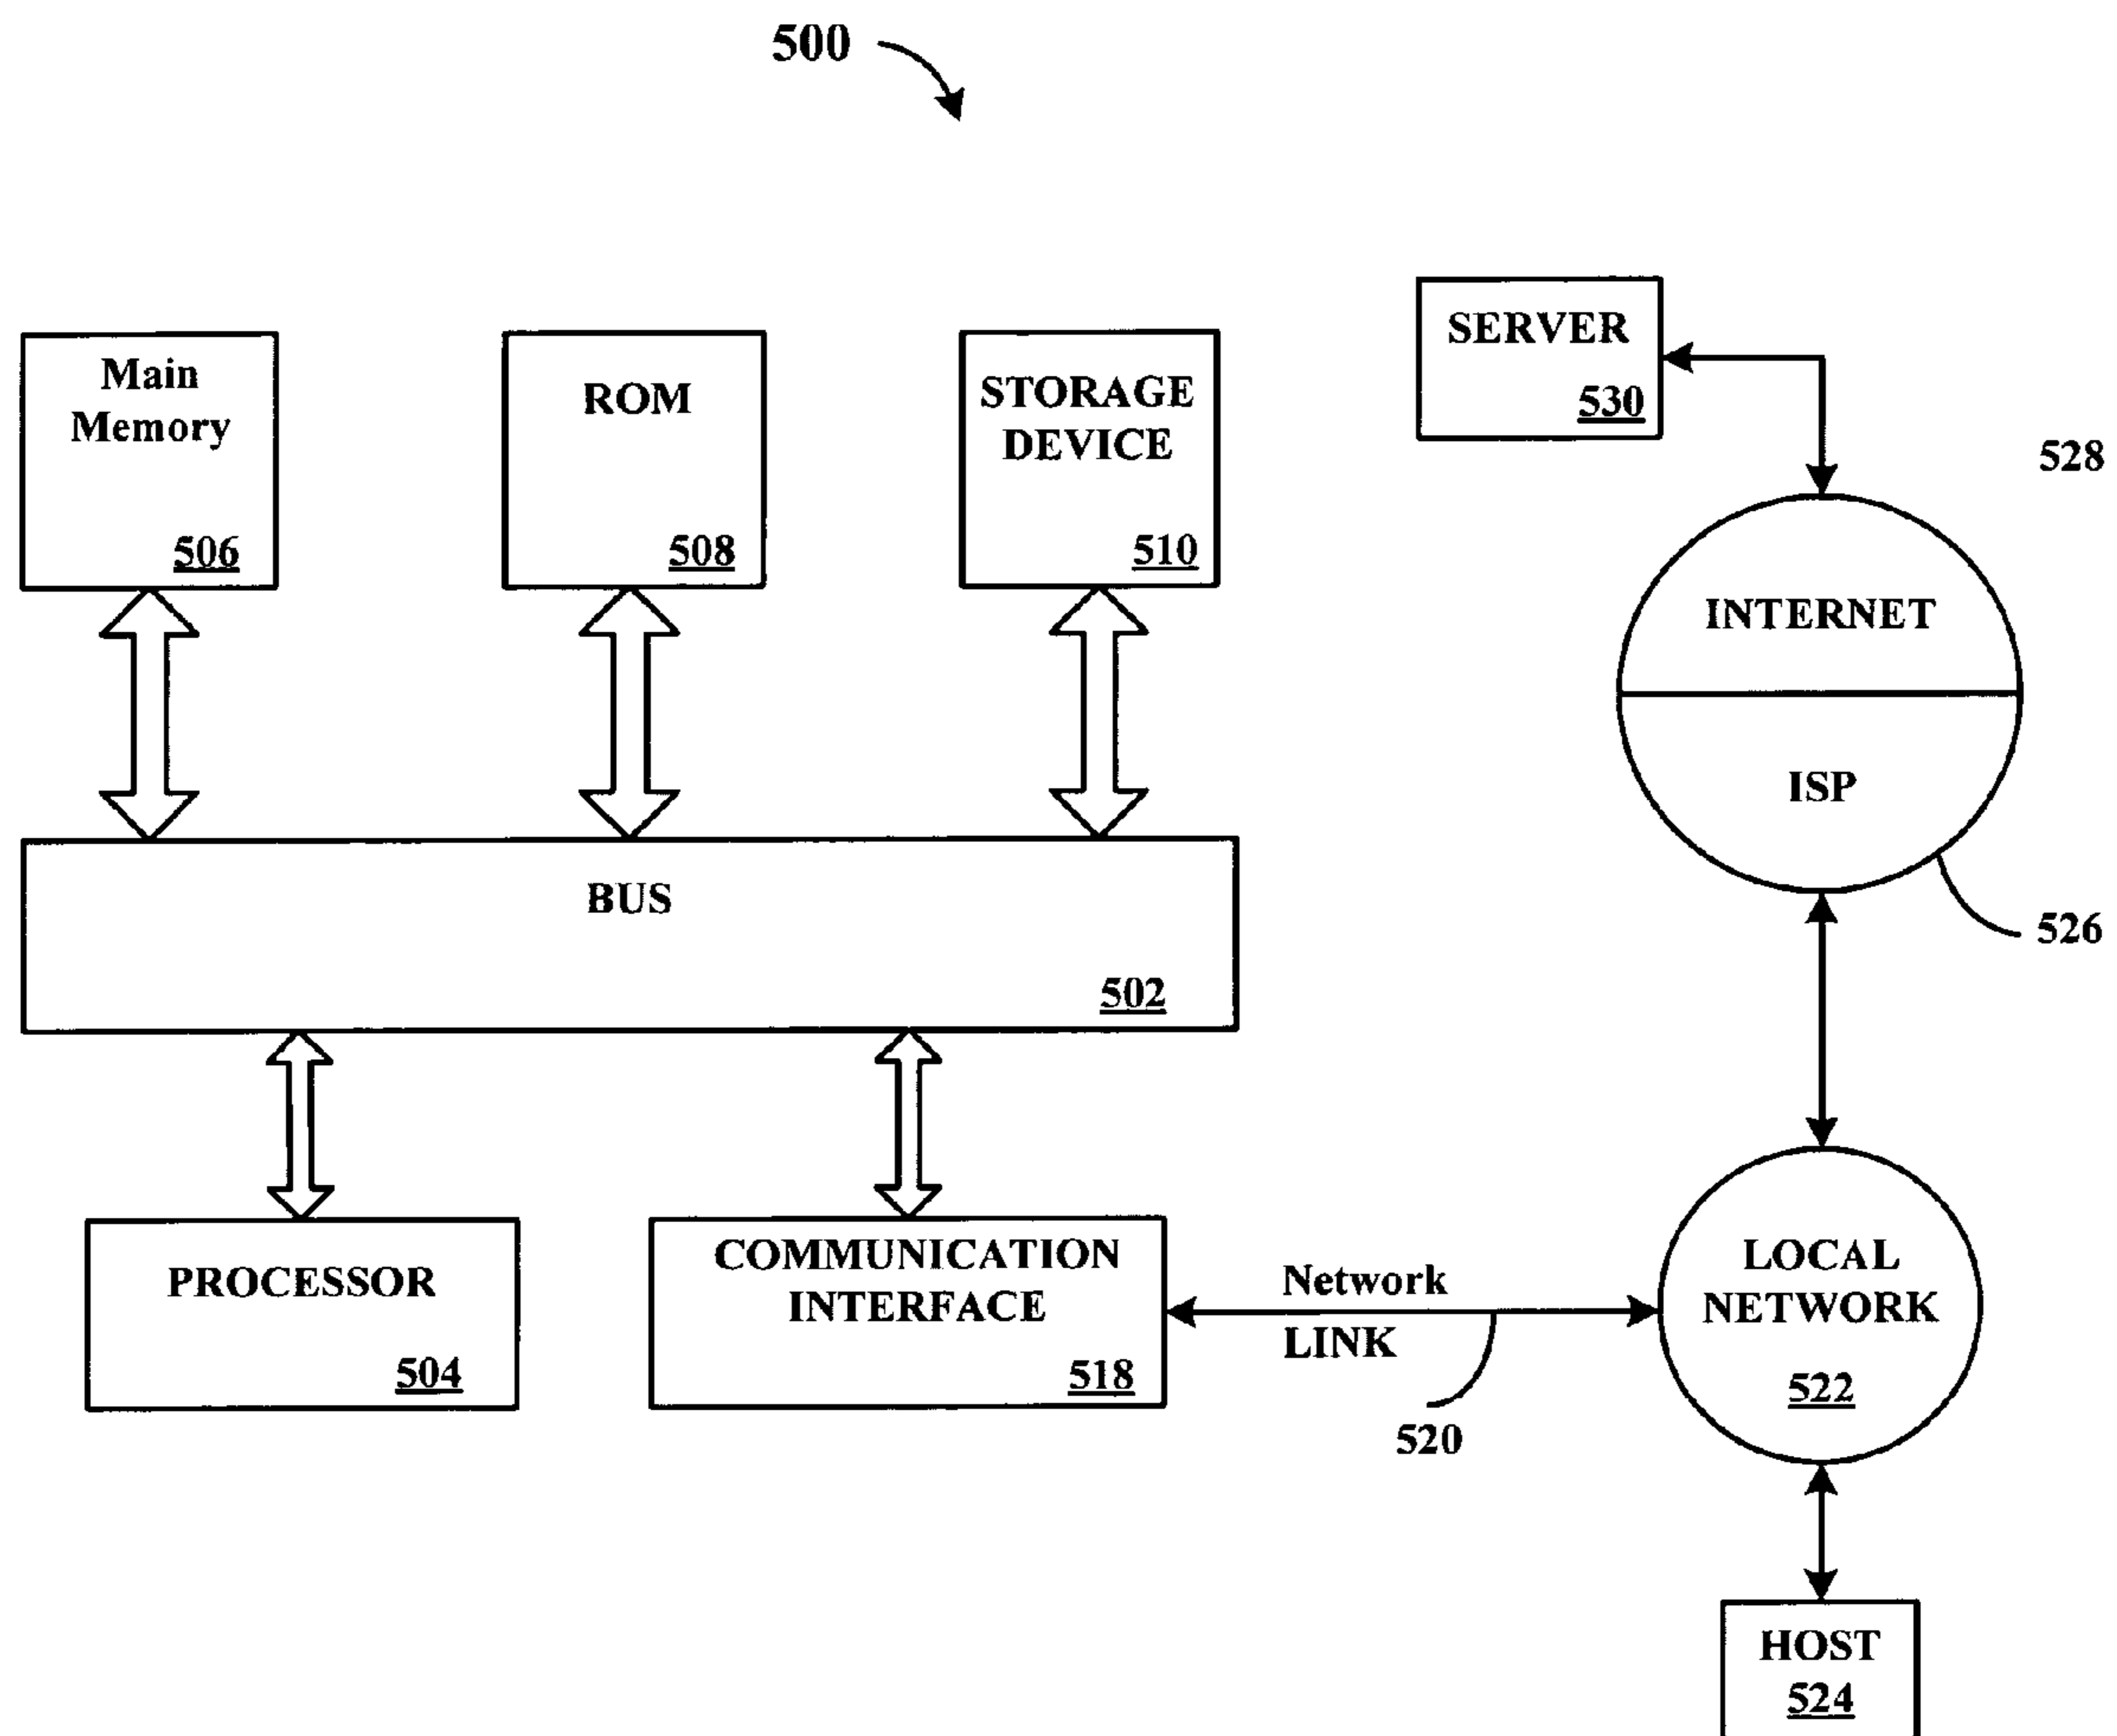 500
Main
Memory
506
ROM
508
STORAGE
DEVICE
510
SERVER
530
528
INTERNET
ISP
526
BUS
502
PROCESSOR
504
COMMUNICATION
INTERFACE
518
Network
LINK
520
LOCAL
NETWORK
522
HOST
524